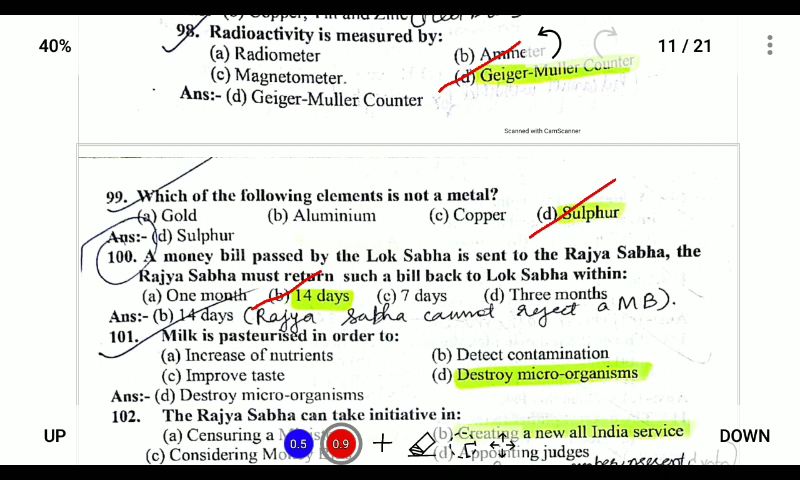 98. Radioactivity is measured by:
40%
11 / 21
(a) Radiometer (b) Ammeter
(c) Magnetometer. (d) Geiger-Muller Counter
Ans:- (d) Geiger-Muller Counter
Scanned with CamScanner
99. Which of the following elements is not a metal?
(a) Gold (b) Aluminium (c) Copper (d) Sulphur
Ans:- (d) Sulphur
100. A money bill passed by the Lok Sabha is sent to the Rajya Sabha, the
Rajya Sabha must return such a bill back to Lok Sabha within:
(a) One month (b) 14 days (c) 7 days (d) Three months
Ans:- (b) 14 days (Rajya Sabha cannot reject a MB).
101. Milk is pasteurised in order to:
(a) Increase of nutrients (b) Detect contamination
(c) Improve taste (d) Destroy micro-organisms
Ans:- (d) Destroy micro-organisms
102. The Rajya Sabha can take initiative in:
UP
(a) Censuring a 0.5 0.9 (b) Creating a new all India service
DOWN
(c) Considering (d) Appointing judges